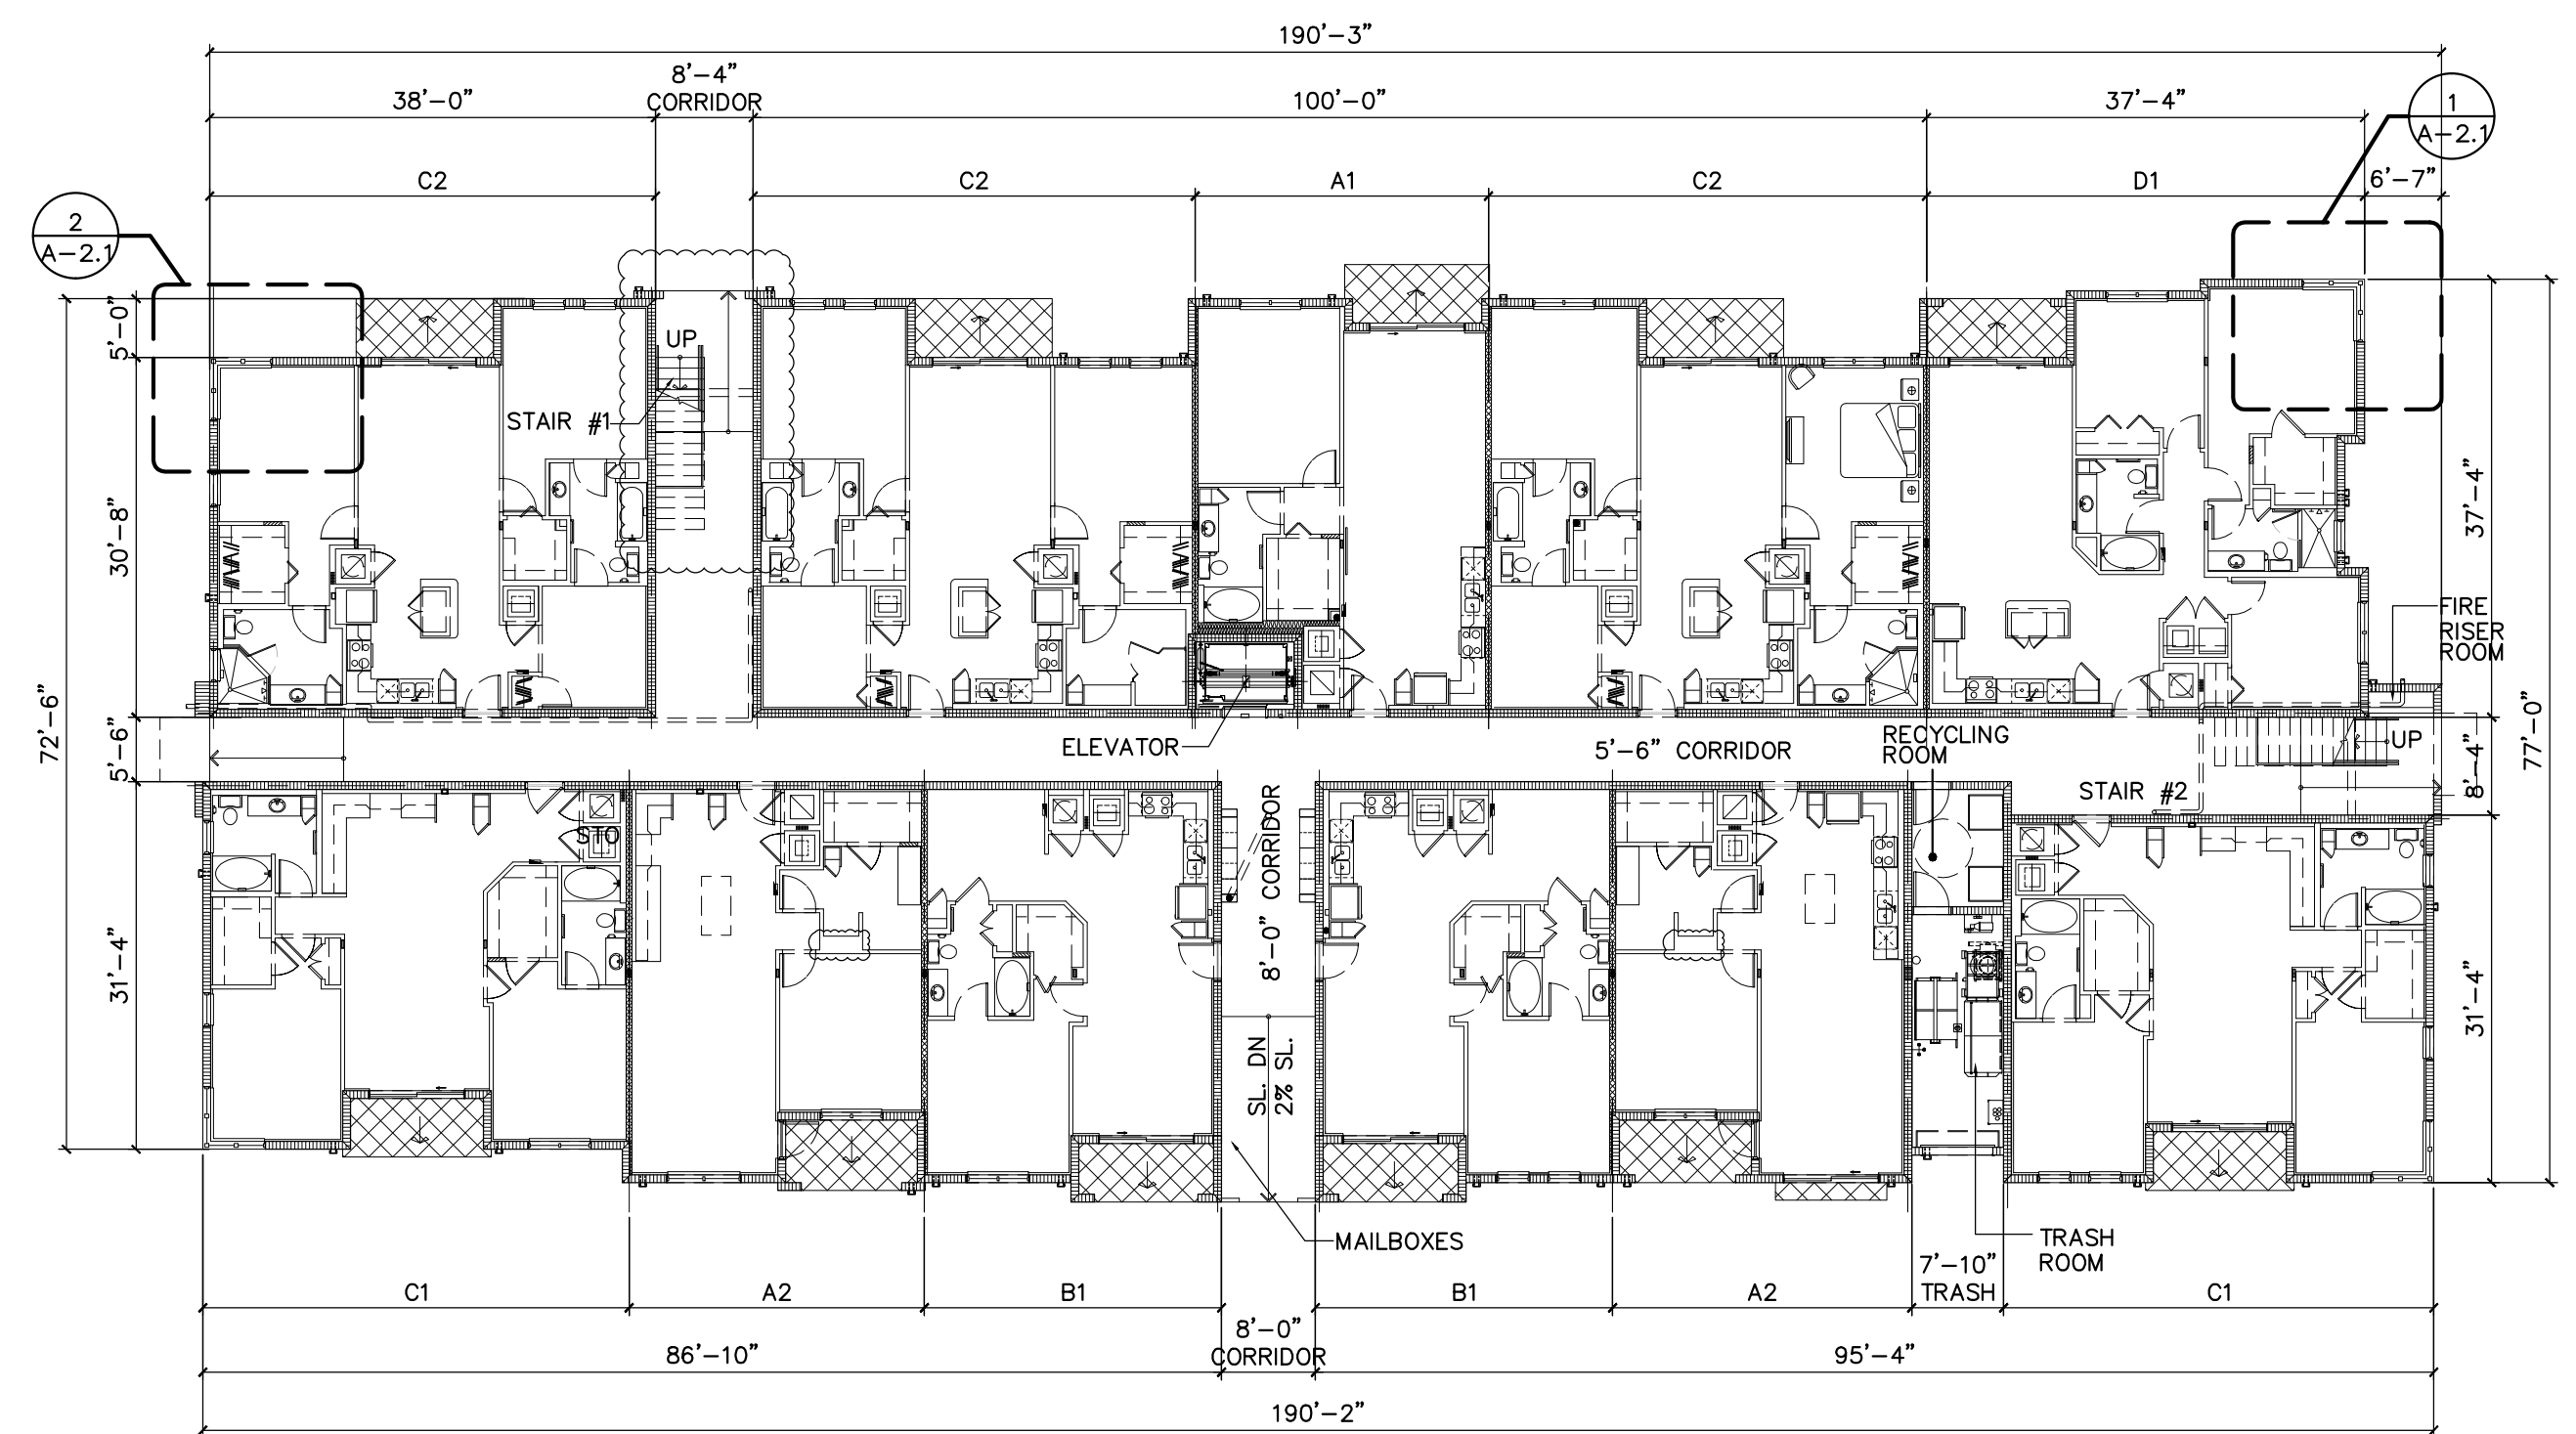 190'-3"
8'-4"
CORRIDOR
38'-0"
100'-0"
37'-4"
1
A-2.1
C2
C2
A1
C2
D1
6'-7"
2
A-2.1
5'-0"
UP
STAIR #1
30'-8"
37'-4"
FIRE
RISER
ROOM
72'-6"
5'-6"
ELEVATOR
5'-6" CORRIDOR
RECYCLING
ROOM
UP
8'-4"
77'-0"
STAIR #2
STO
8'-0" CORRIDOR
31'-4"
31'-4"
SL. DN
2% SL.
MAILBOXES
TRASH
ROOM
7'-10"
TRASH
C1
A2
B1
B1
A2
C1
8'-0"
CORRIDOR
86'-10"
95'-4"
190'-2"